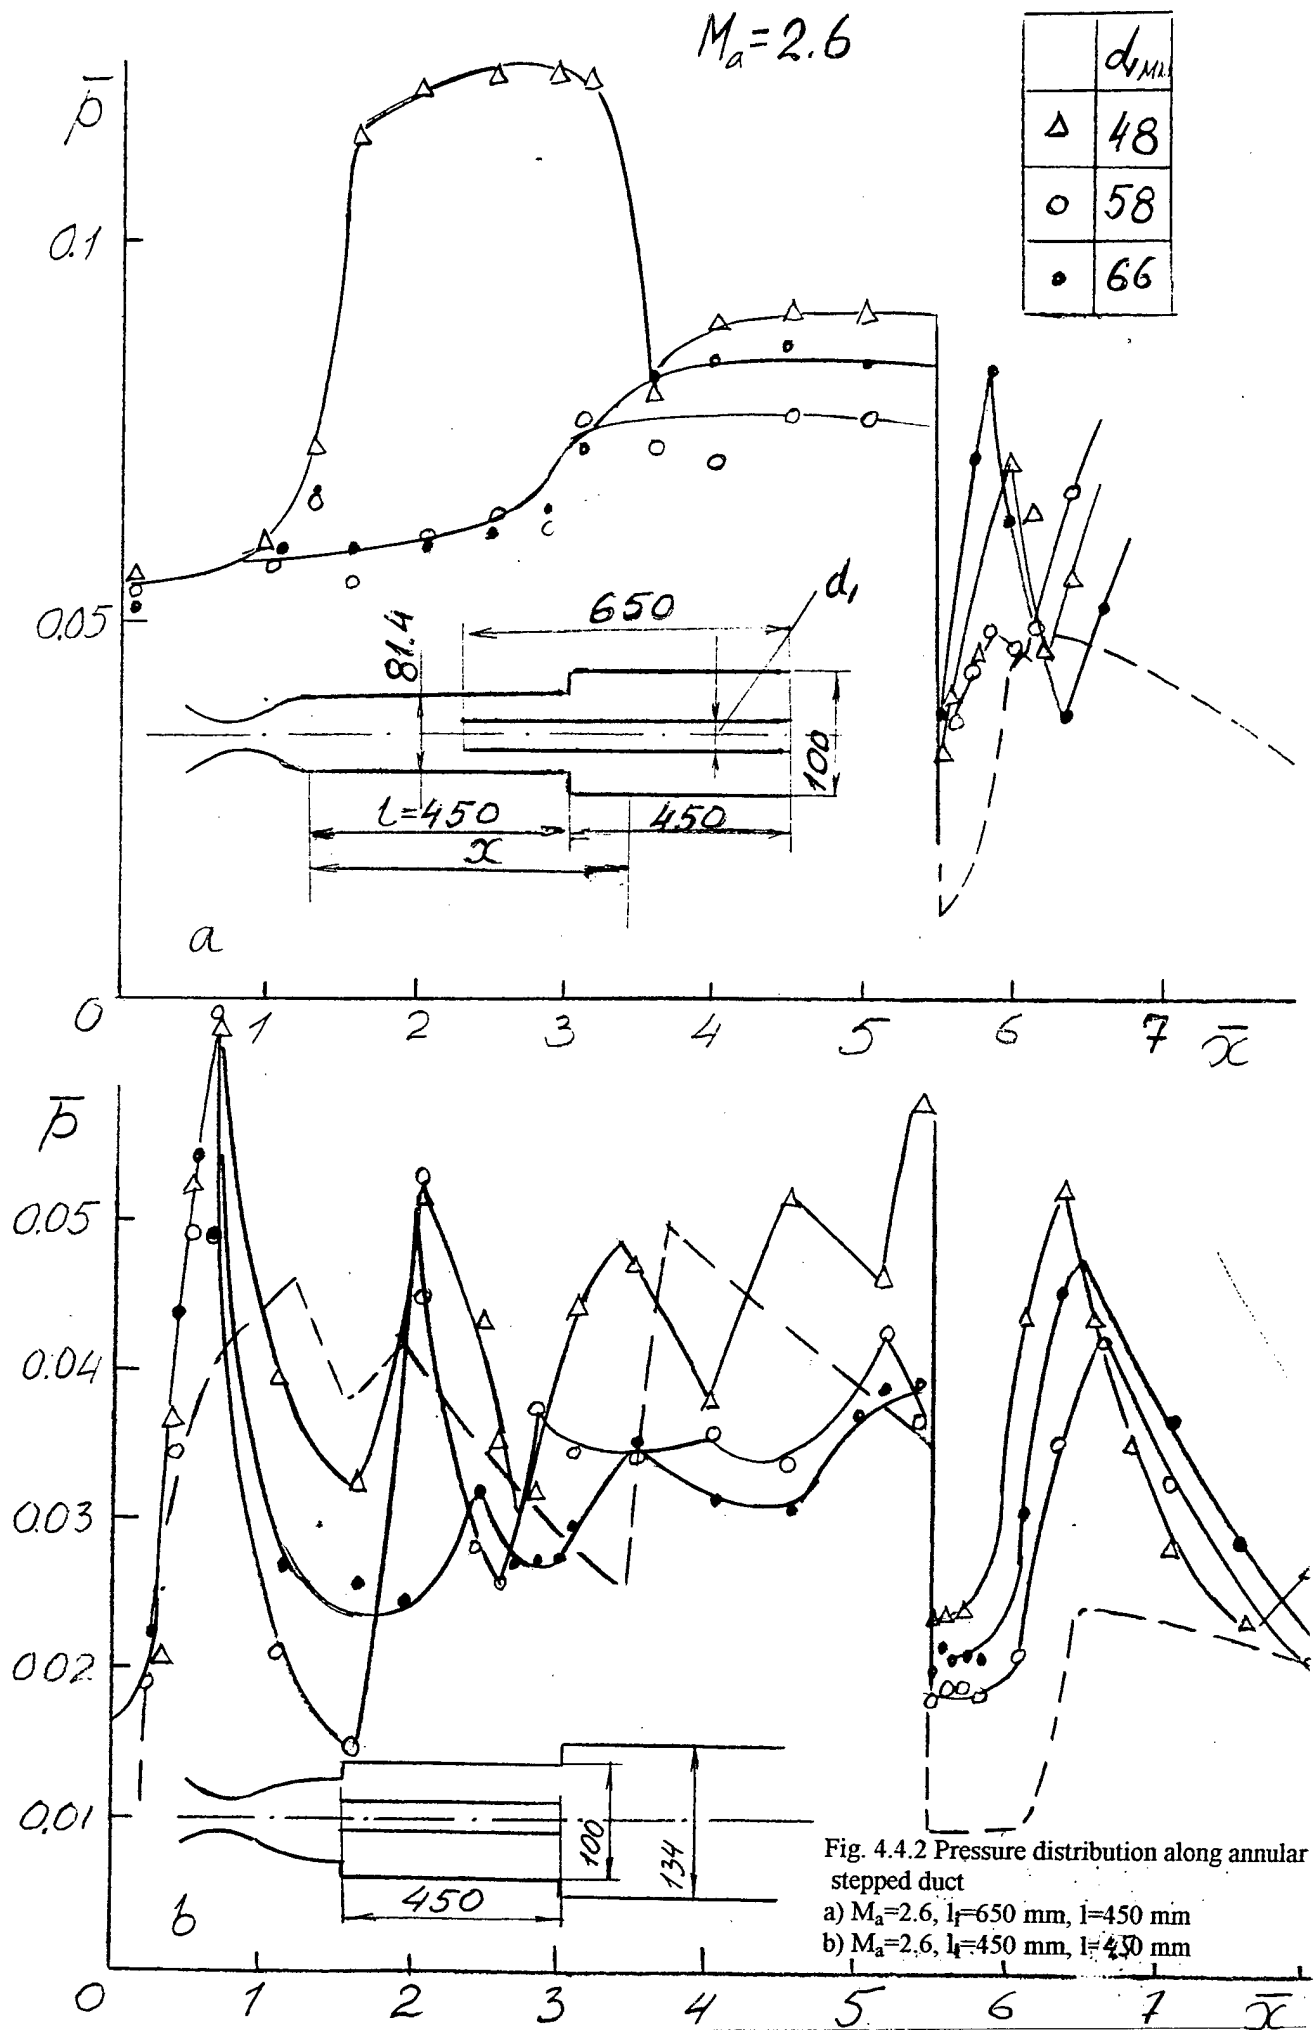 Mₐ=2.6
d₁ мм
△ 48
○ 58
● 66
p̄
0.1
0.05
0
650
d₁
81.4
100
l=450
450
x
a
1
2
3
4
5
6
7
x̄
p̄
0.05
0.04
0.03
0.02
0.01
0
100
134
450
b
Fig. 4.4.2 Pressure distribution along annular
stepped duct
a) Mₐ=2.6, l₁=650 mm, l=450 mm
b) Mₐ=2.6, l₁=450 mm, l=450 mm
1
2
3
4
5
6
7
x̄